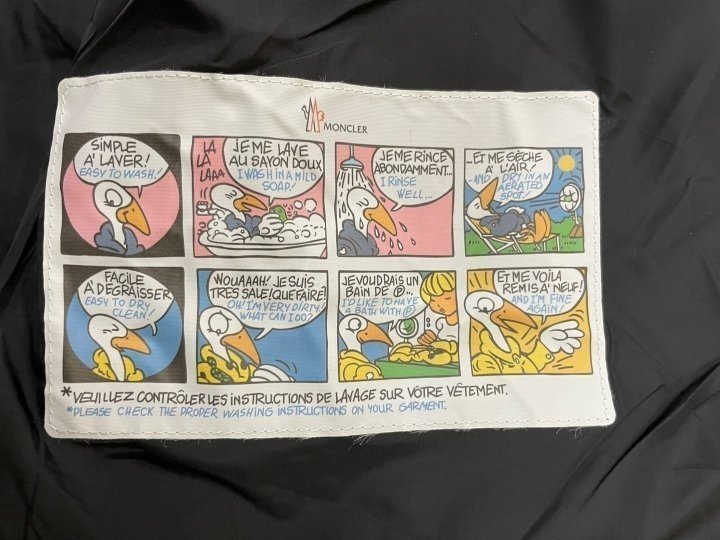 MONCLER
SIMPLE
A' LAVER!
EASY TO WASH!
LA
LA
LAAA
JE ME LAVE
AU SAVON DOUX
I WASH IN A MILD
SOAP!
JE ME RINCE
ABONDAMMENT...
I RINSE
WELL...
...ET ME SÈCHE
A' L'AIR!
AND DRY IN AN
AERATED
SPOT!
FACILE
A' DEGRAISSER
EASY TO DRY
CLEAN!
WOUAAAH! JE SUIS
TRES SALE! QUE FAIRE?
OH! I'M VERY DIRTY!
WHAT CAN I DO?
JE VOUDRAIS UN
BAIN DE Ⓟ...
I'D LIKE TO HAVE
A BATH WITH Ⓟ
ET ME VOILA
REMIS A' NEUF!
AND I'M FINE
AGAIN!
*VEUILLEZ CONTRÔLER LES INSTRUCTIONS DE LAVAGE SUR VÔTRE VÊTEMENT.
*PLEASE CHECK THE PROPER WASHING INSTRUCTIONS ON YOUR GARMENT.